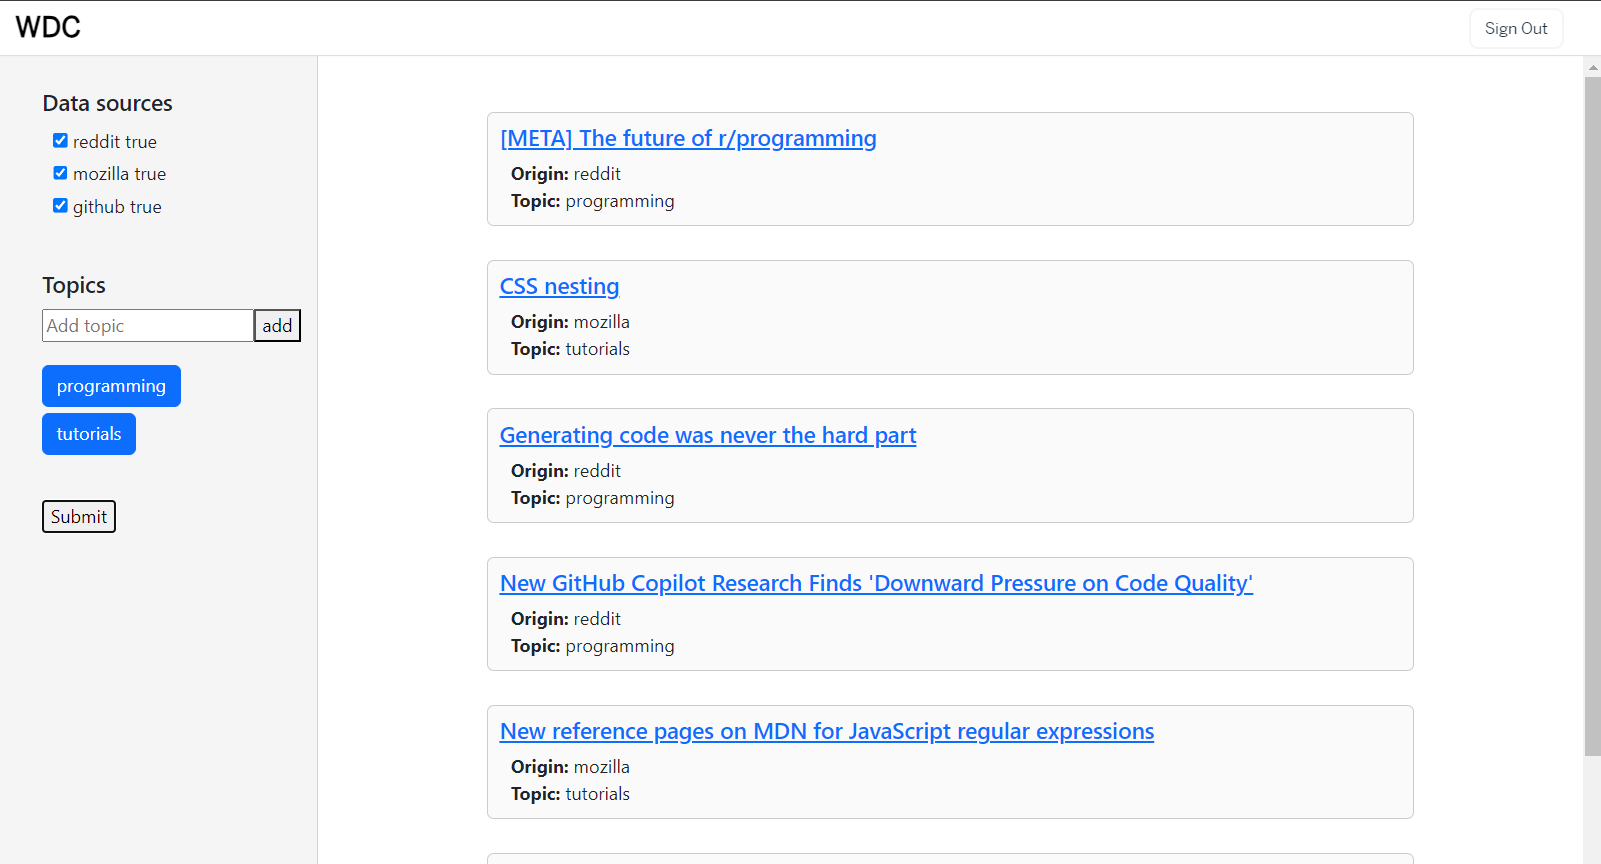 WDC
Sign Out
Data sources
reddit true
mozilla true
github true
Topics
Add topic
add
programming
tutorials
Submit
[META] The future of r/programming
Origin: reddit
Topic: programming
CSS nesting
Origin: mozilla
Topic: tutorials
Generating code was never the hard part
Origin: reddit
Topic: programming
New GitHub Copilot Research Finds 'Downward Pressure on Code Quality'
Origin: reddit
Topic: programming
New reference pages on MDN for JavaScript regular expressions
Origin: mozilla
Topic: tutorials